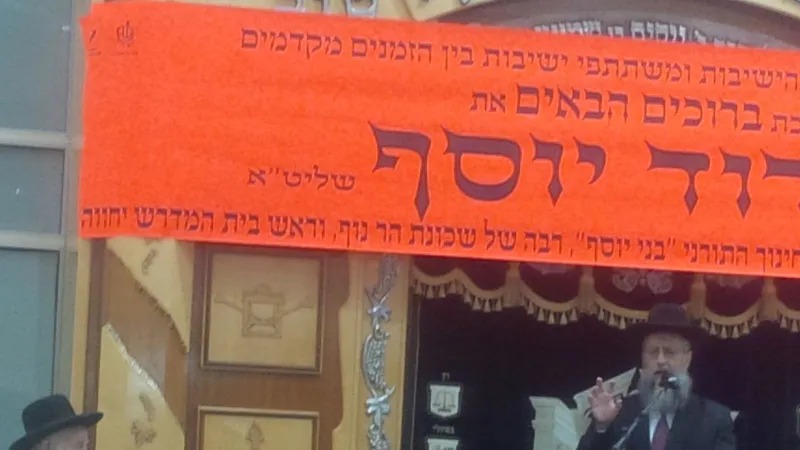 הישיבות ומשתתפי ישיבות בין הזמנים מקדמים
ברוכים הבאים את
דוד יוסף שליט"א
חינוך התורני "בני יוסף", רבה של שכונת הר נוף, וראש בית המדרש יחווה